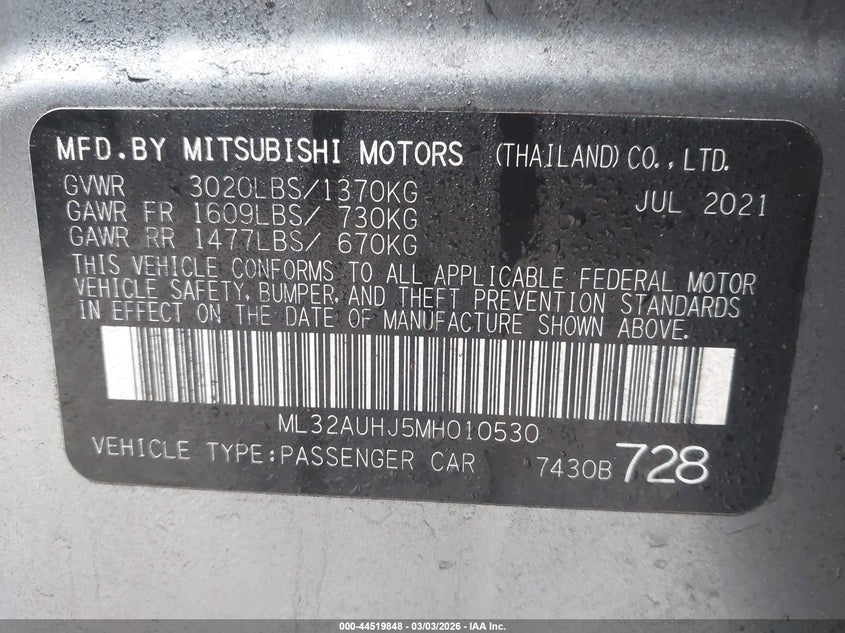 MFD.BY MITSUBISHI MOTORS (THAILAND) CO.,LTD.
GVWR 3020LBS/1370KG JUL 2021
GAWR FR 1609LBS/ 730KG
GAWR RR 1477LBS/ 670KG
THIS VEHICLE CONFORMS TO ALL APPLICABLE FEDERAL MOTOR
VEHICLE SAFETY, BUMPER, AND THEFT PREVENTION STANDARDS
IN EFFECT ON THE DATE OF MANUFACTURE SHOWN ABOVE.
ML32AUHJ5MH010530
VEHICLE TYPE:PASSENGER CAR 7430B 728
000-44519848 - 03/03/2026 - IAA Inc.